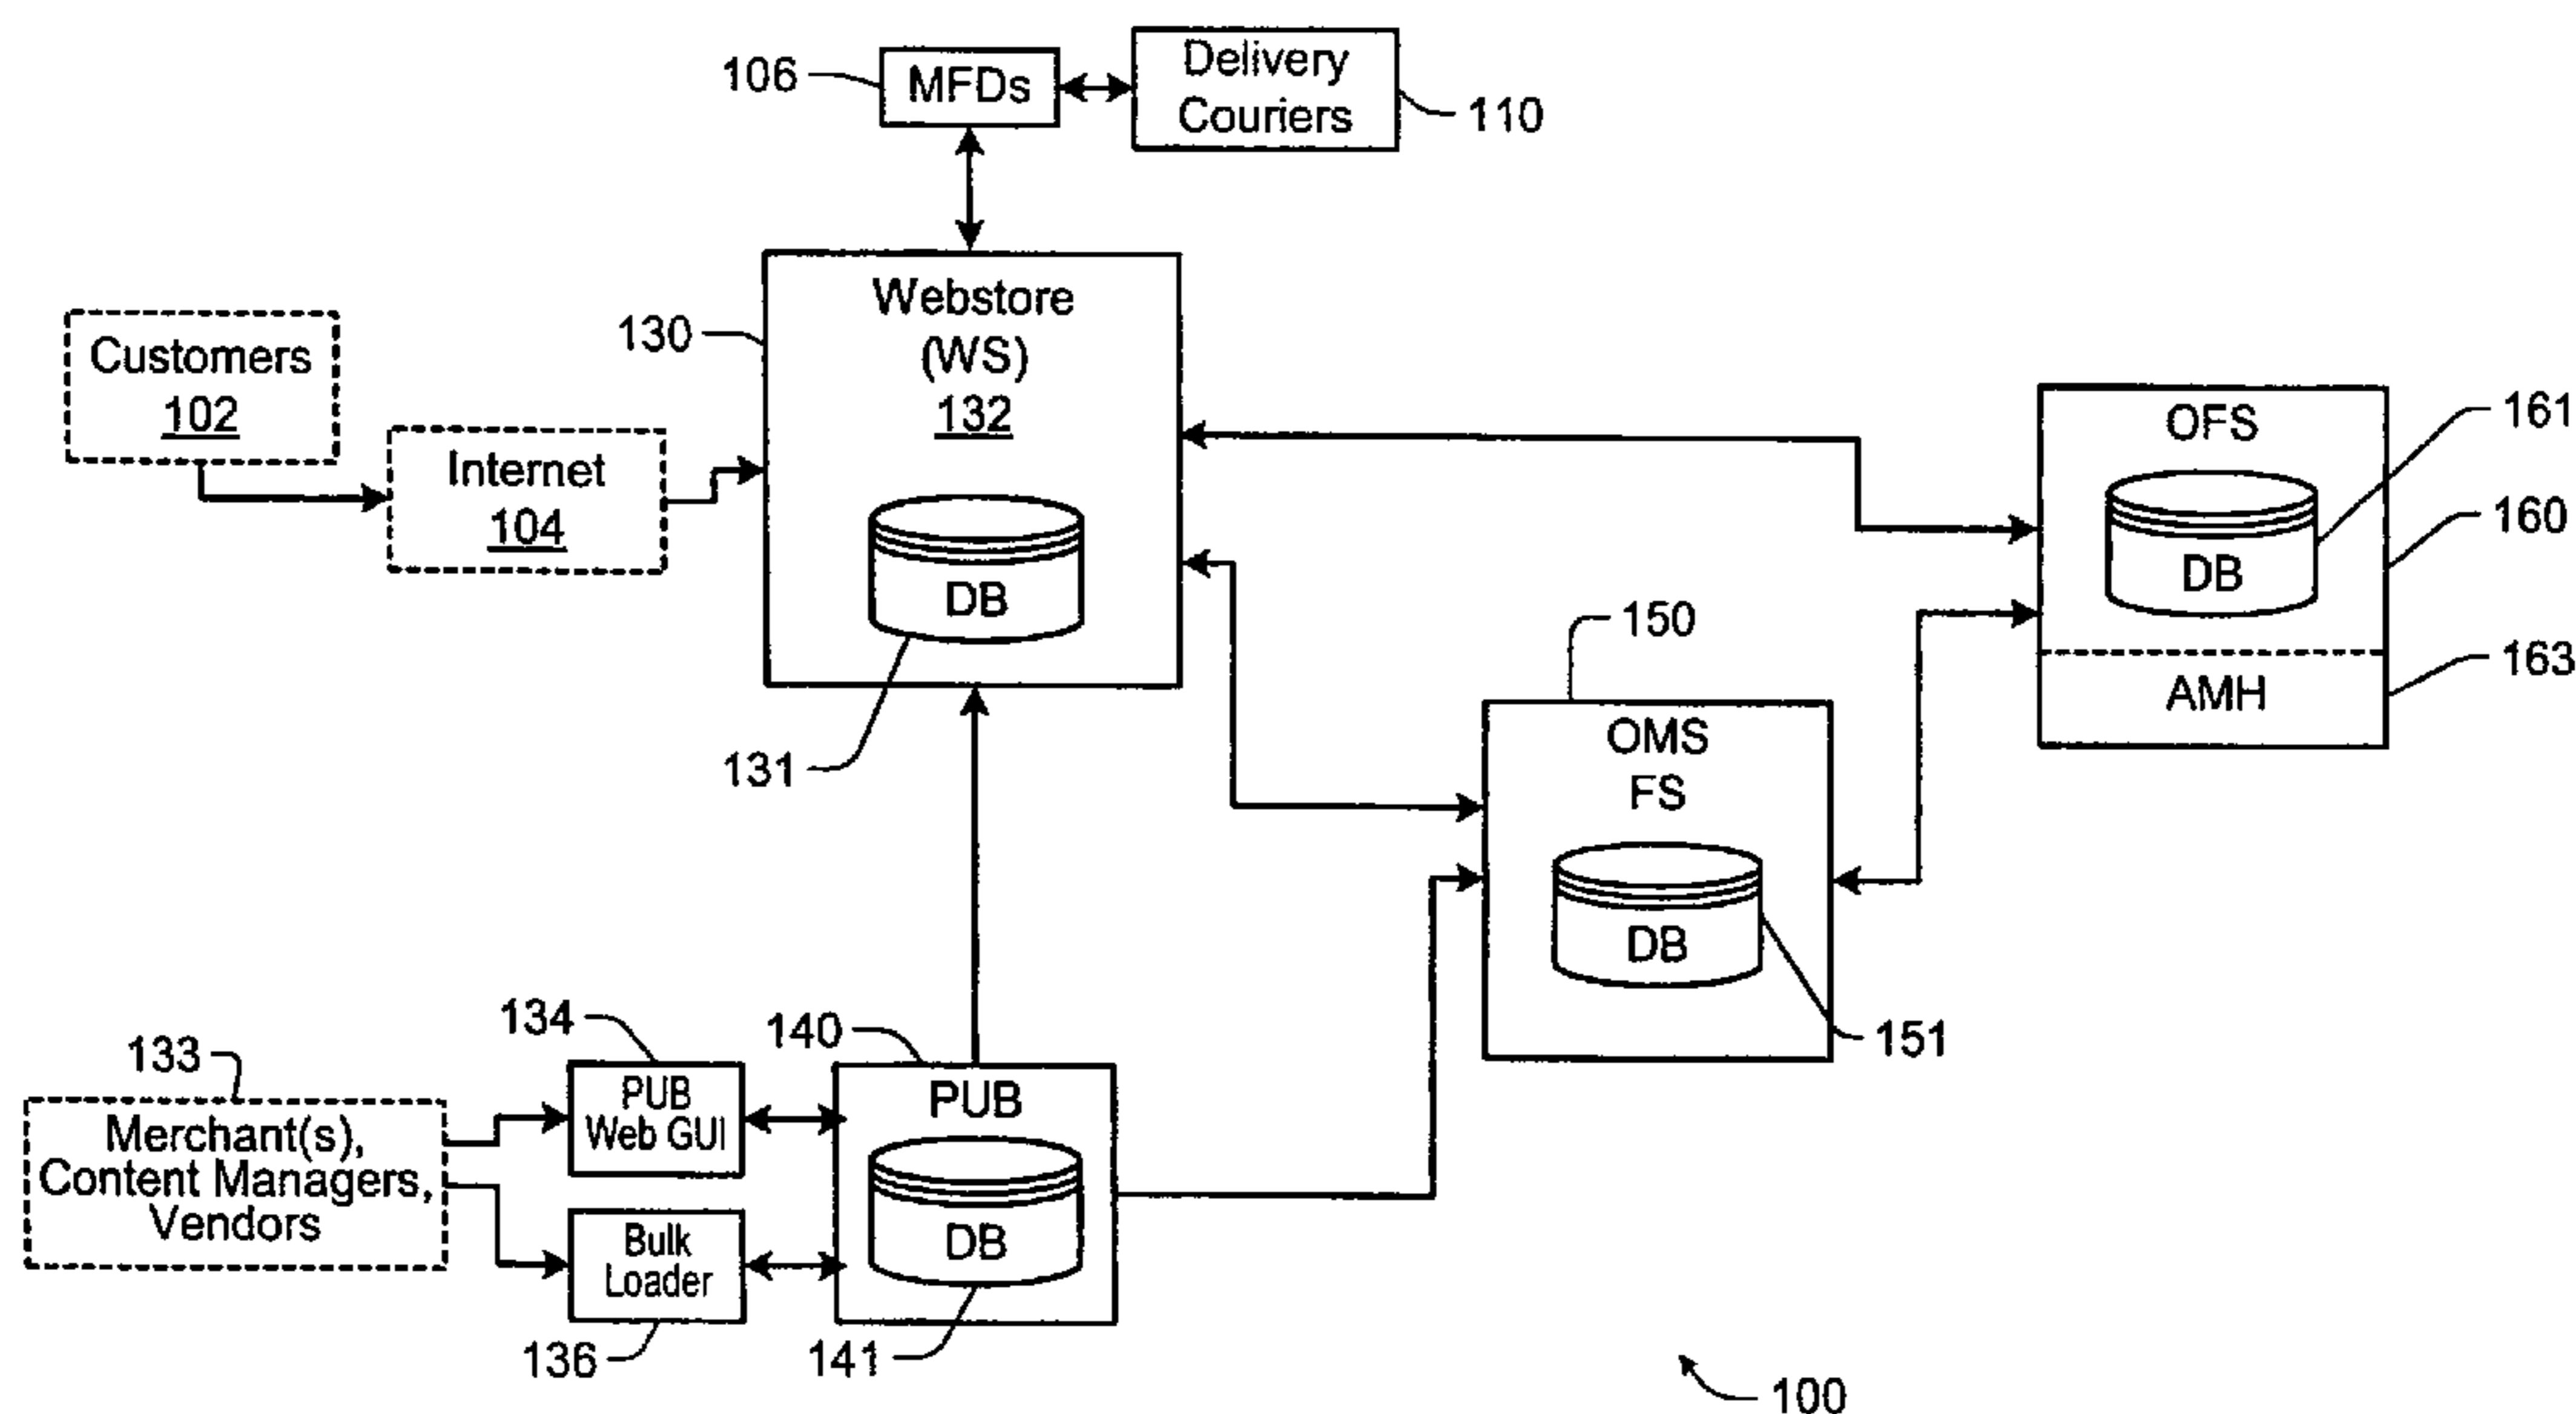 106
MFDs
Delivery
Couriers
110
130
Webstore
(WS)
132
DB
131
Customers
102
Internet
104
OFS
DB
161
160
AMH
163
150
OMS
FS
DB
151
133
Merchant(s),
Content Managers,
Vendors
134
PUB
Web GUI
Bulk
Loader
136
140
PUB
DB
141
100